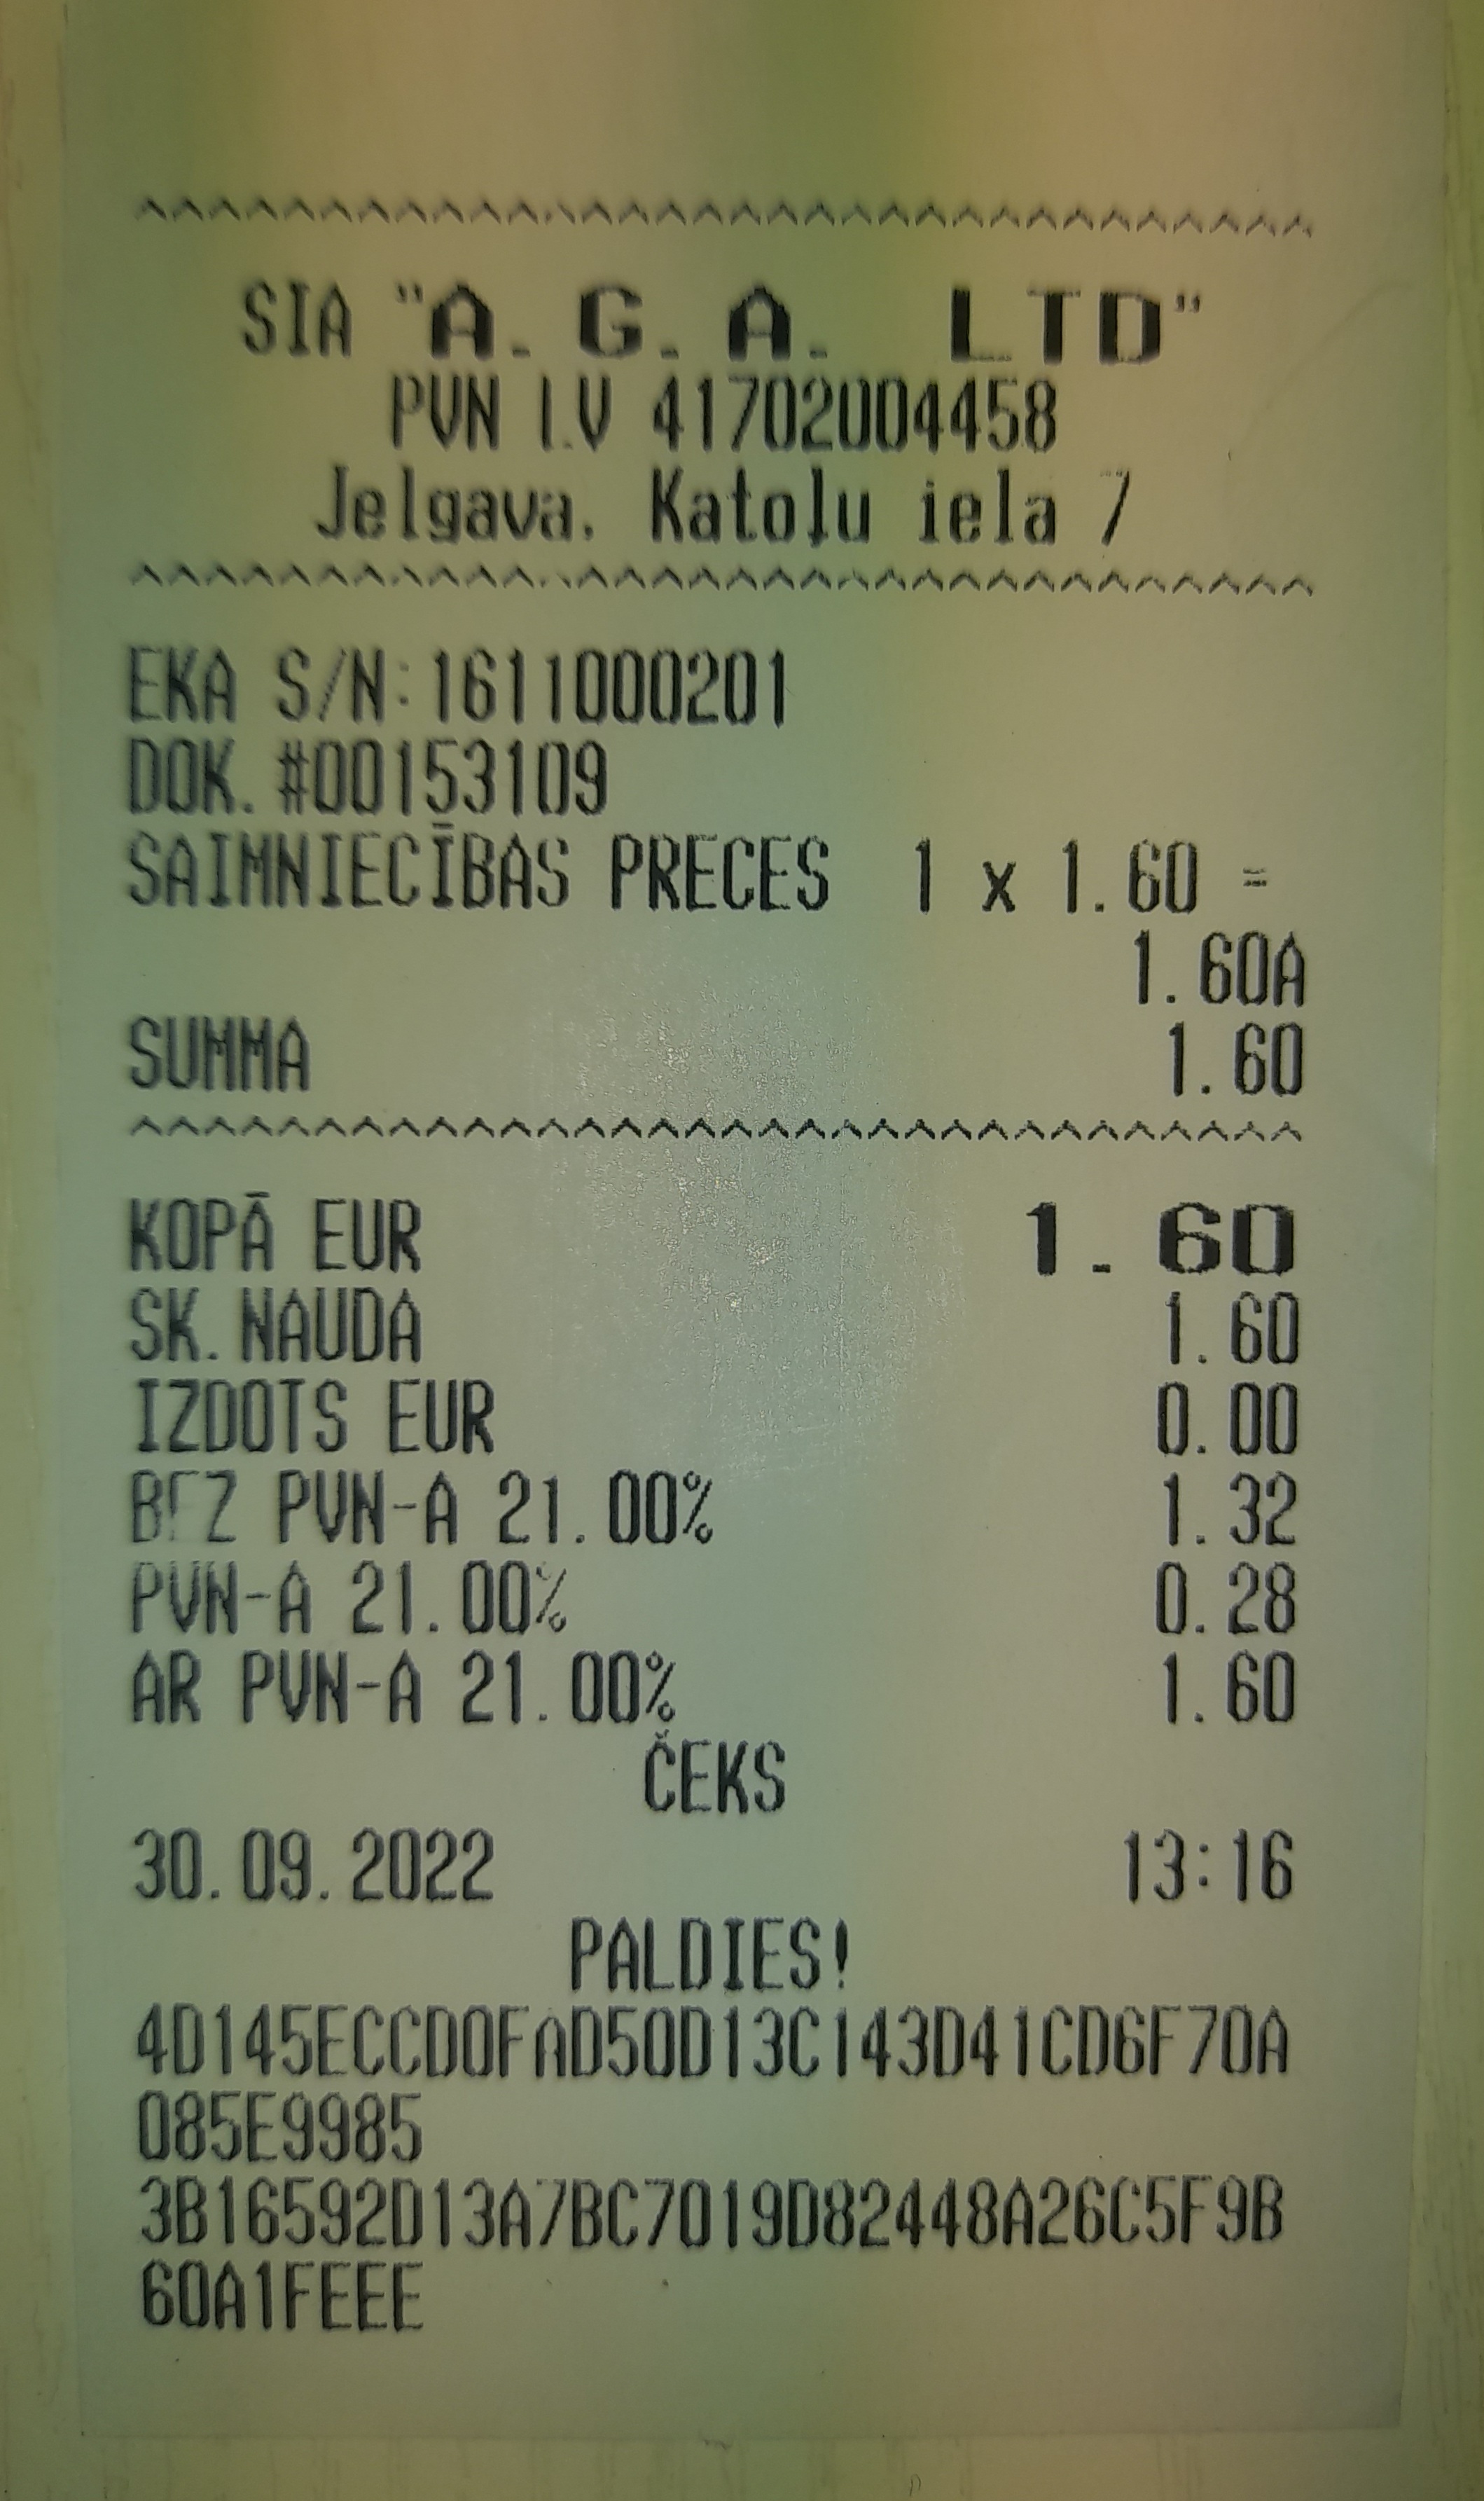 ^^^^^^^^^^^^^^^^^^^^^^^^^^^^^^^^
SIA "A.G.A. LTD"
PVN LV 41702004458
Jelgava, Katoļu iela 7
^^^^^^^^^^^^^^^^^^^^^^^^^^^^^^^^
EKA S/N:1611000201
DOK. #00153109
SAIMNIECĪBAS PRECES 1 x 1.60 =
1.60A
SUMMA 1.60
^^^^^^^^^^^^^^^^^^^^^^^^^^^^^^^^
KOPĀ EUR 1.60
SK.NAUDA 1.60
IZDOTS EUR 0.00
BEZ PVN-A 21.00% 1.32
PVN-A 21.00% 0.28
AR PVN-A 21.00% 1.60
ČEKS
30.09.2022 13:16
PALDIES!
4D145ECCD0FAD50D13C143D41CD6F70A
085E9985
3B16592D13A7BC7019D82448A26C5F9B
60A1FEEE